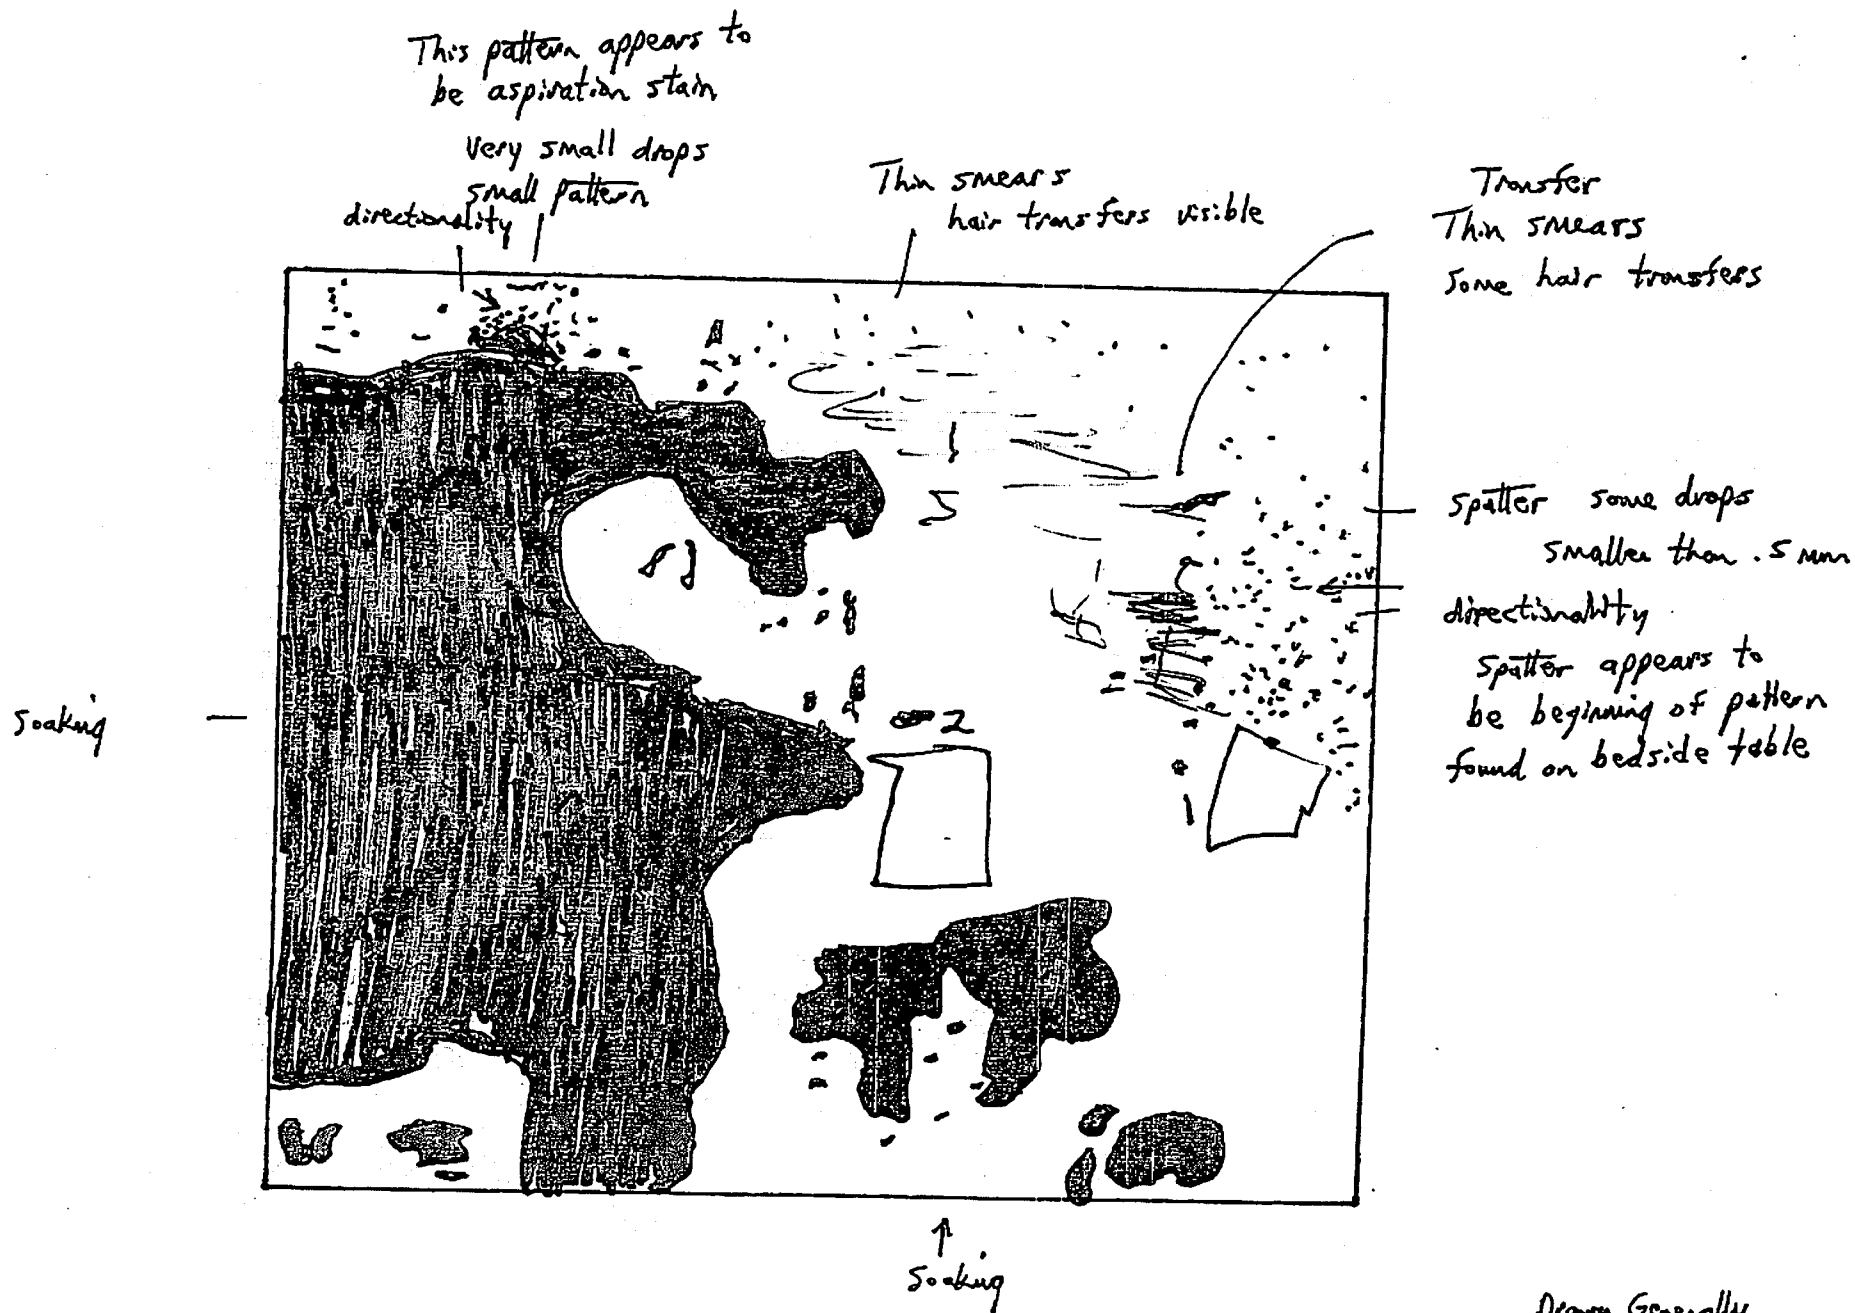 This pattern appears to
be aspiration stain
very small drops
small pattern
directionality
Thin smears
hair transfers visible
Transfer
Thin smears
some hair transfers
spatter some drops
smaller than .5 mm
directionality
spatter appears to
be beginning of pattern
found on bedside table
soaking
2
soaking
Drawn Generally